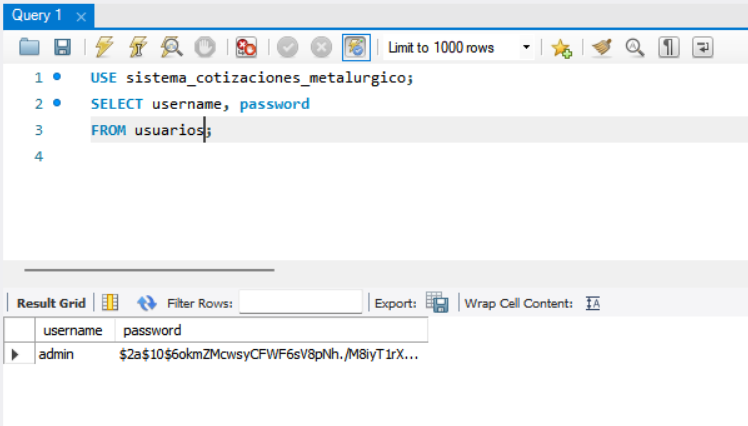 Query 1
Limit to 1000 rows
1 USE sistema_cotizaciones_metalurgico;
2 SELECT username, password
3 FROM usuarios;
4
Result Grid Filter Rows: Export: Wrap Cell Content: IA
username password
admin $2a$10$6okmZMcwsyCFWF6sV8pNh./M8iyT1rX...